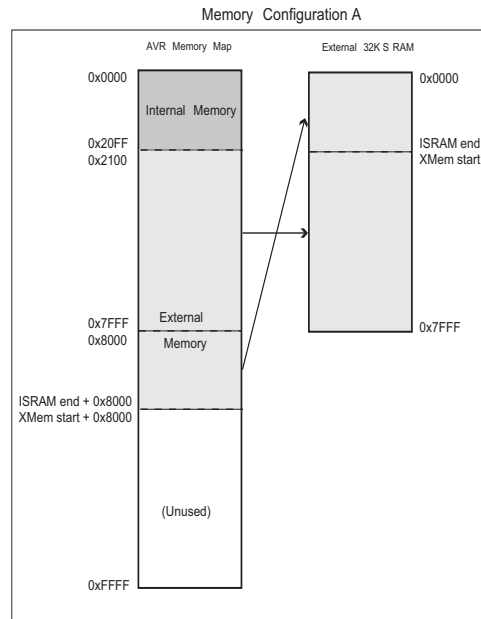 Memory Configuration A
AVR Memory Map
External 32K S RAM
0x0000
0x0000
Internal Memory
0x20FF
0x2100
ISRAM end
XMem start
External
0x7FFF
0x8000
Memory
0x7FFF
ISRAM end + 0x8000
XMem start + 0x8000
(Unused)
0xFFFF